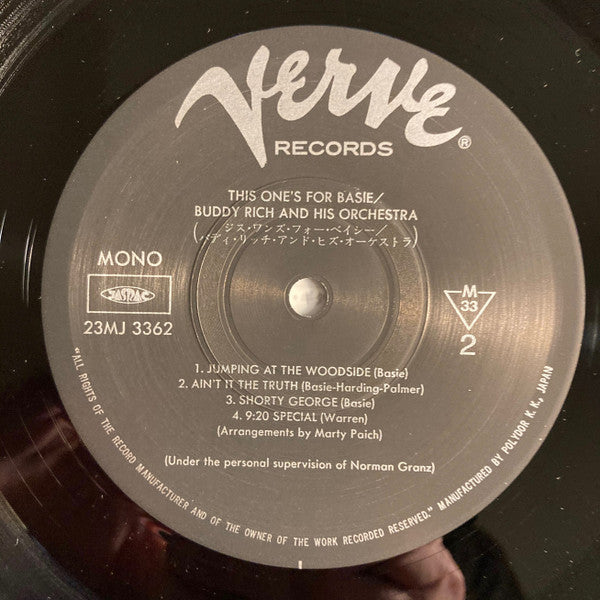 VERVE
RECORDS ®
THIS ONE'S FOR BASIE/
BUDDY RICH AND HIS ORCHESTRA
(ジス・ワンズ・フォー・ベイシー/
バディ・リッチ・アンド・ヒズ・オーケストラ)
MONO
JASRAC
23MJ 3362
M
33
2
1. JUMPING AT THE WOODSIDE (Basie)
2. AIN'T IT THE TRUTH (Basie-Harding-Palmer)
3. SHORTY GEORGE (Basie)
4. 9:20 SPECIAL (Warren)
(Arrangements by Marty Paich)
(Under the personal supervision of Norman Granz)
"ALL RIGHTS OF THE RECORD MANUFACTURER AND OF THE OWNER OF THE WORK RECORDED RESERVED." MANUFACTURED BY POLYDOR K. K., JAPAN